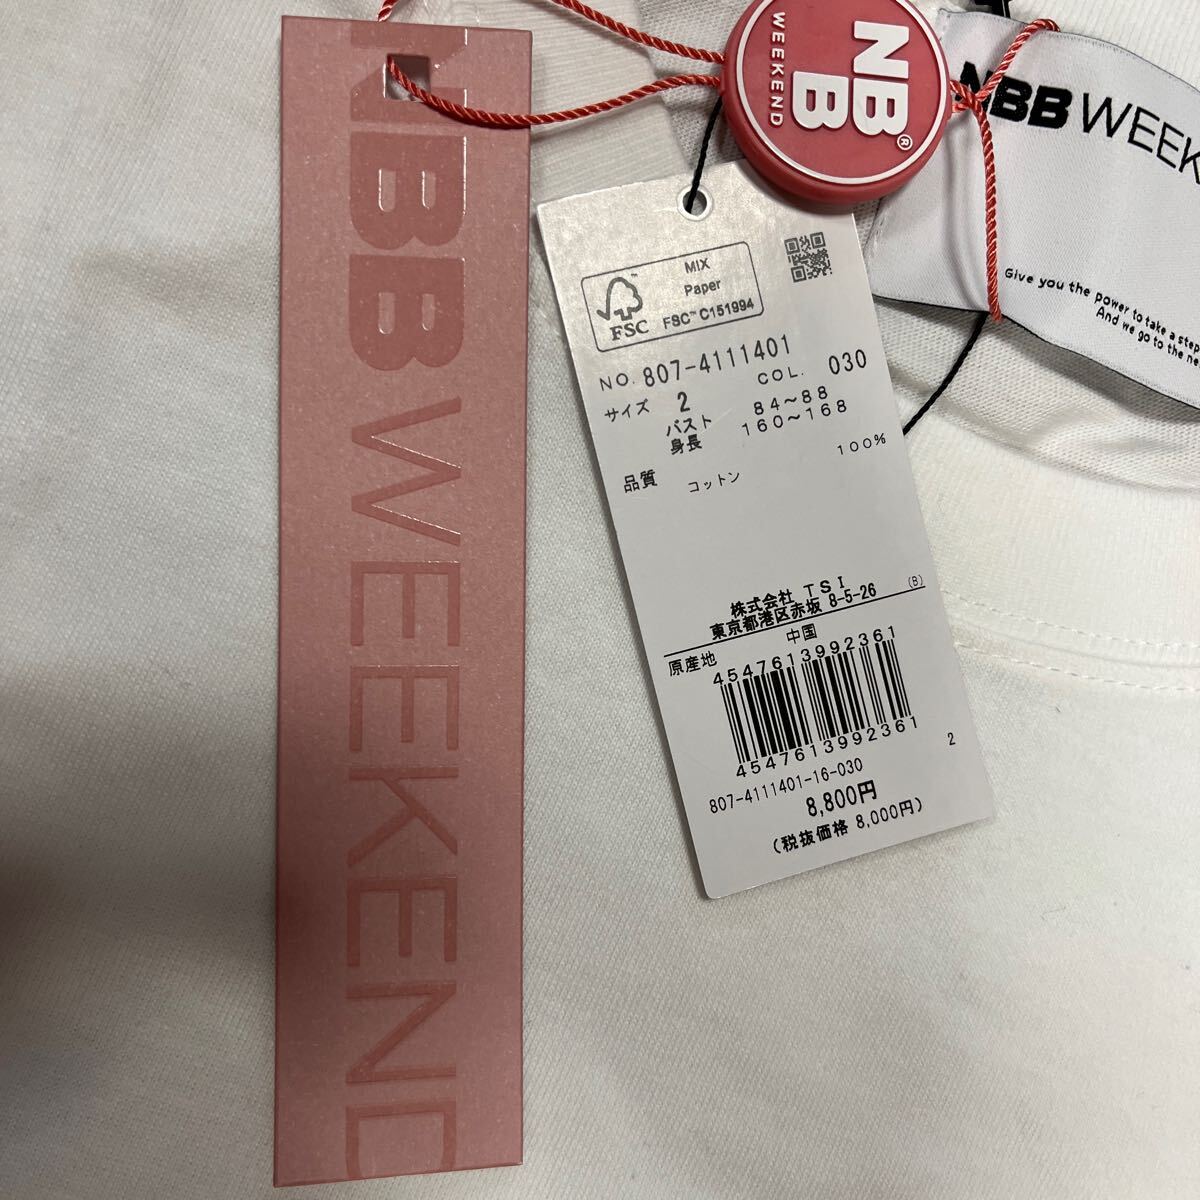 NBB WEEKEND
NB
B
®
WEEKEND
NBB WEEK
Give you the power to take a step
And we go to the ne
MIX
Paper
FSC™ C151994
FSC
NO. 807-4111401
COL. 030
サイズ 2
バスト 84～88
身長 160～168
品質 コットン 100%
株式会社 TSI
東京都港区赤坂 8-5-26 (B)
原産地 中国
4547613992361
4547613992361
807-4111401-16-030 2
8,800円
(税抜価格 8,000円)